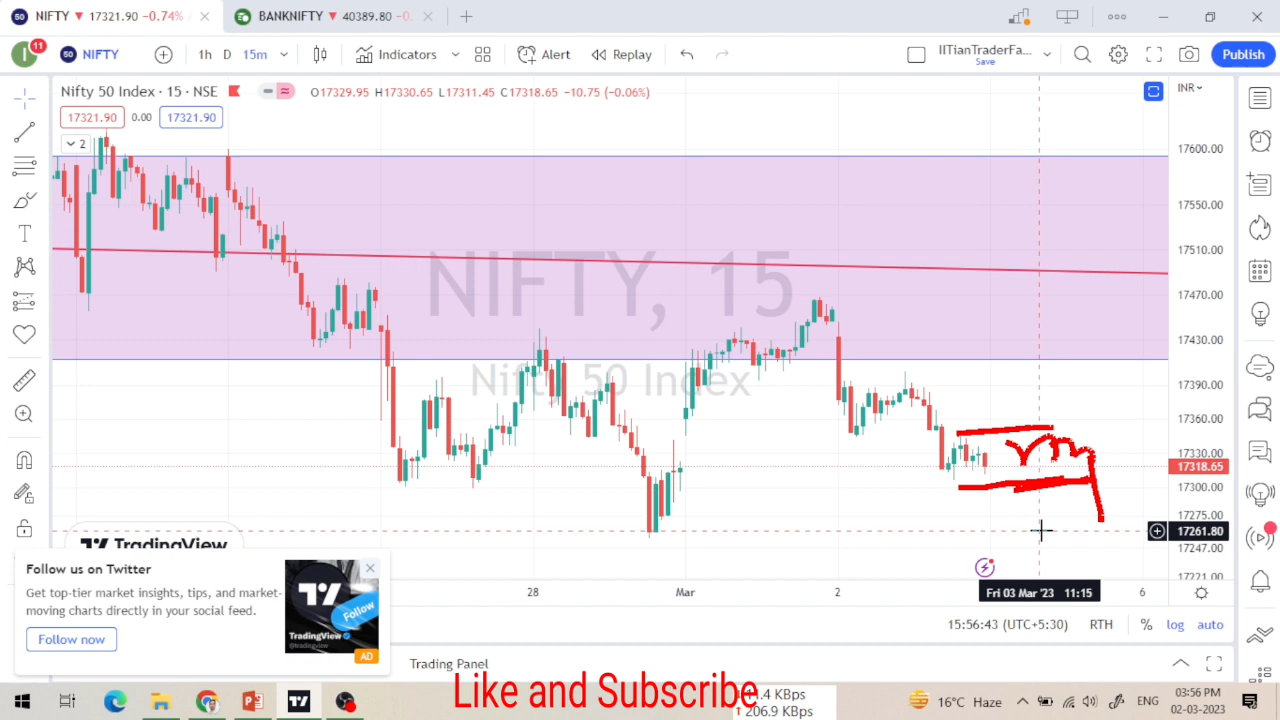 NIFTY ▼ 17321.90 −0.74%
BANKNIFTY ▼ 40389.80
I 11 50 NIFTY 1h D 15m Indicators Alert Replay IITianTraderFa... Save Publish
Nifty 50 Index · 15 · NSE O17329.95 H17330.65 L17311.45 C17318.65 −10.75 (−0.06%) INR
17321.90 0.00 17321.90
2
17600.00
17550.00
17510.00
17470.00
17430.00
17390.00
17360.00
17330.00
17318.65
17300.00
17275.00
17261.80
17247.00
17221.00
NIFTY, 15
Nifty 50 Index
TradingView
Follow us on Twitter
Get top-tier market insights, tips, and market-
moving charts directly in your social feed.
Follow now
Follow
TradingView
@tradingview
AD
28 Mar 2 Fri 03 Mar '23 11:15 6
15:56:43 (UTC+5:30) RTH % log auto
Trading Panel
Like and Subscribe
206.9 KBps
16°C Haze
ENG
03:56 PM
02-03-2023